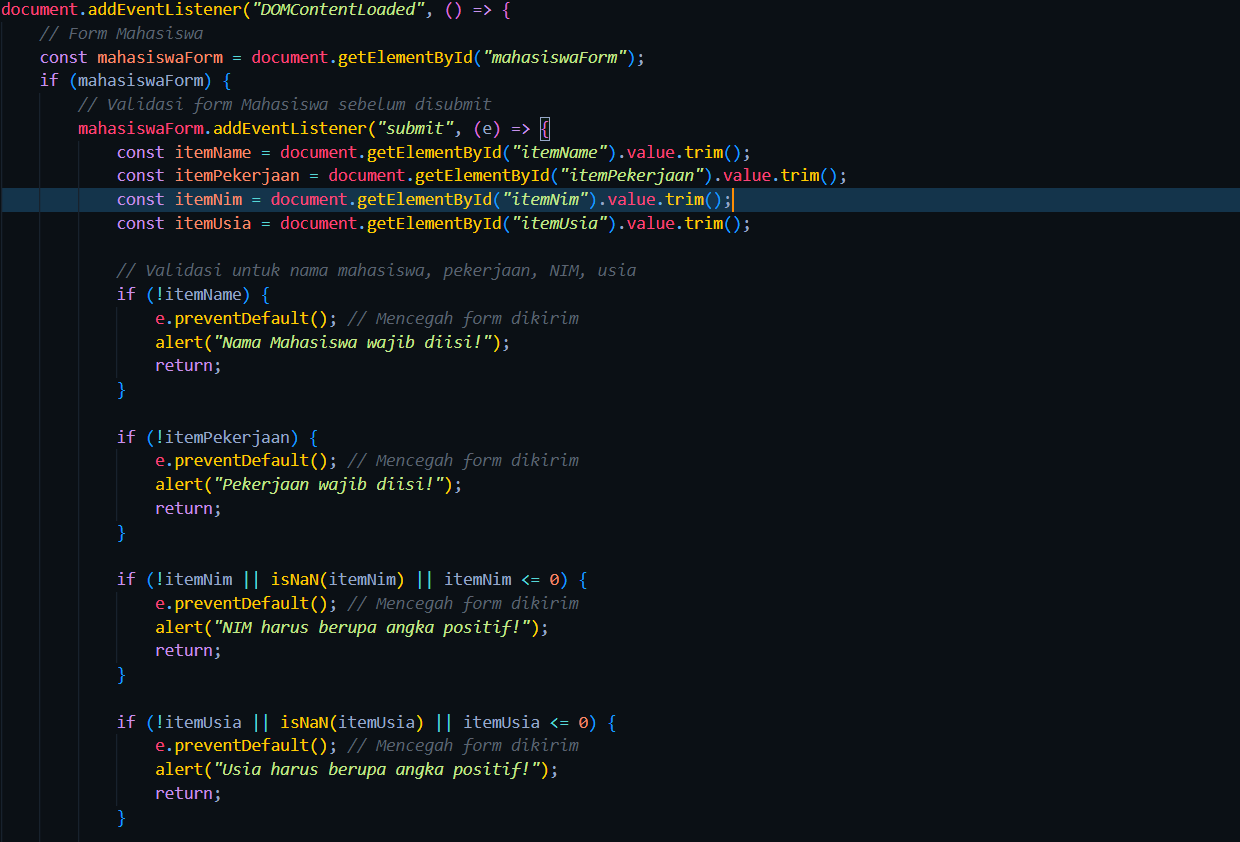 document.addEventListener("DOMContentLoaded", () => {
    // Form Mahasiswa
    const mahasiswaForm = document.getElementById("mahasiswaForm");
    if (mahasiswaForm) {
        // Validasi form Mahasiswa sebelum disubmit
        mahasiswaForm.addEventListener("submit", (e) => {
            const itemName = document.getElementById("itemName").value.trim();
            const itemPekerjaan = document.getElementById("itemPekerjaan").value.trim();
            const itemNim = document.getElementById("itemNim").value.trim();
            const itemUsia = document.getElementById("itemUsia").value.trim();

            // Validasi untuk nama mahasiswa, pekerjaan, NIM, usia
            if (!itemName) {
                e.preventDefault(); // Mencegah form dikirim
                alert("Nama Mahasiswa wajib diisi!");
                return;
            }

            if (!itemPekerjaan) {
                e.preventDefault(); // Mencegah form dikirim
                alert("Pekerjaan wajib diisi!");
                return;
            }

            if (!itemNim || isNaN(itemNim) || itemNim <= 0) {
                e.preventDefault(); // Mencegah form dikirim
                alert("NIM harus berupa angka positif!");
                return;
            }

            if (!itemUsia || isNaN(itemUsia) || itemUsia <= 0) {
                e.preventDefault(); // Mencegah form dikirim
                alert("Usia harus berupa angka positif!");
                return;
            }